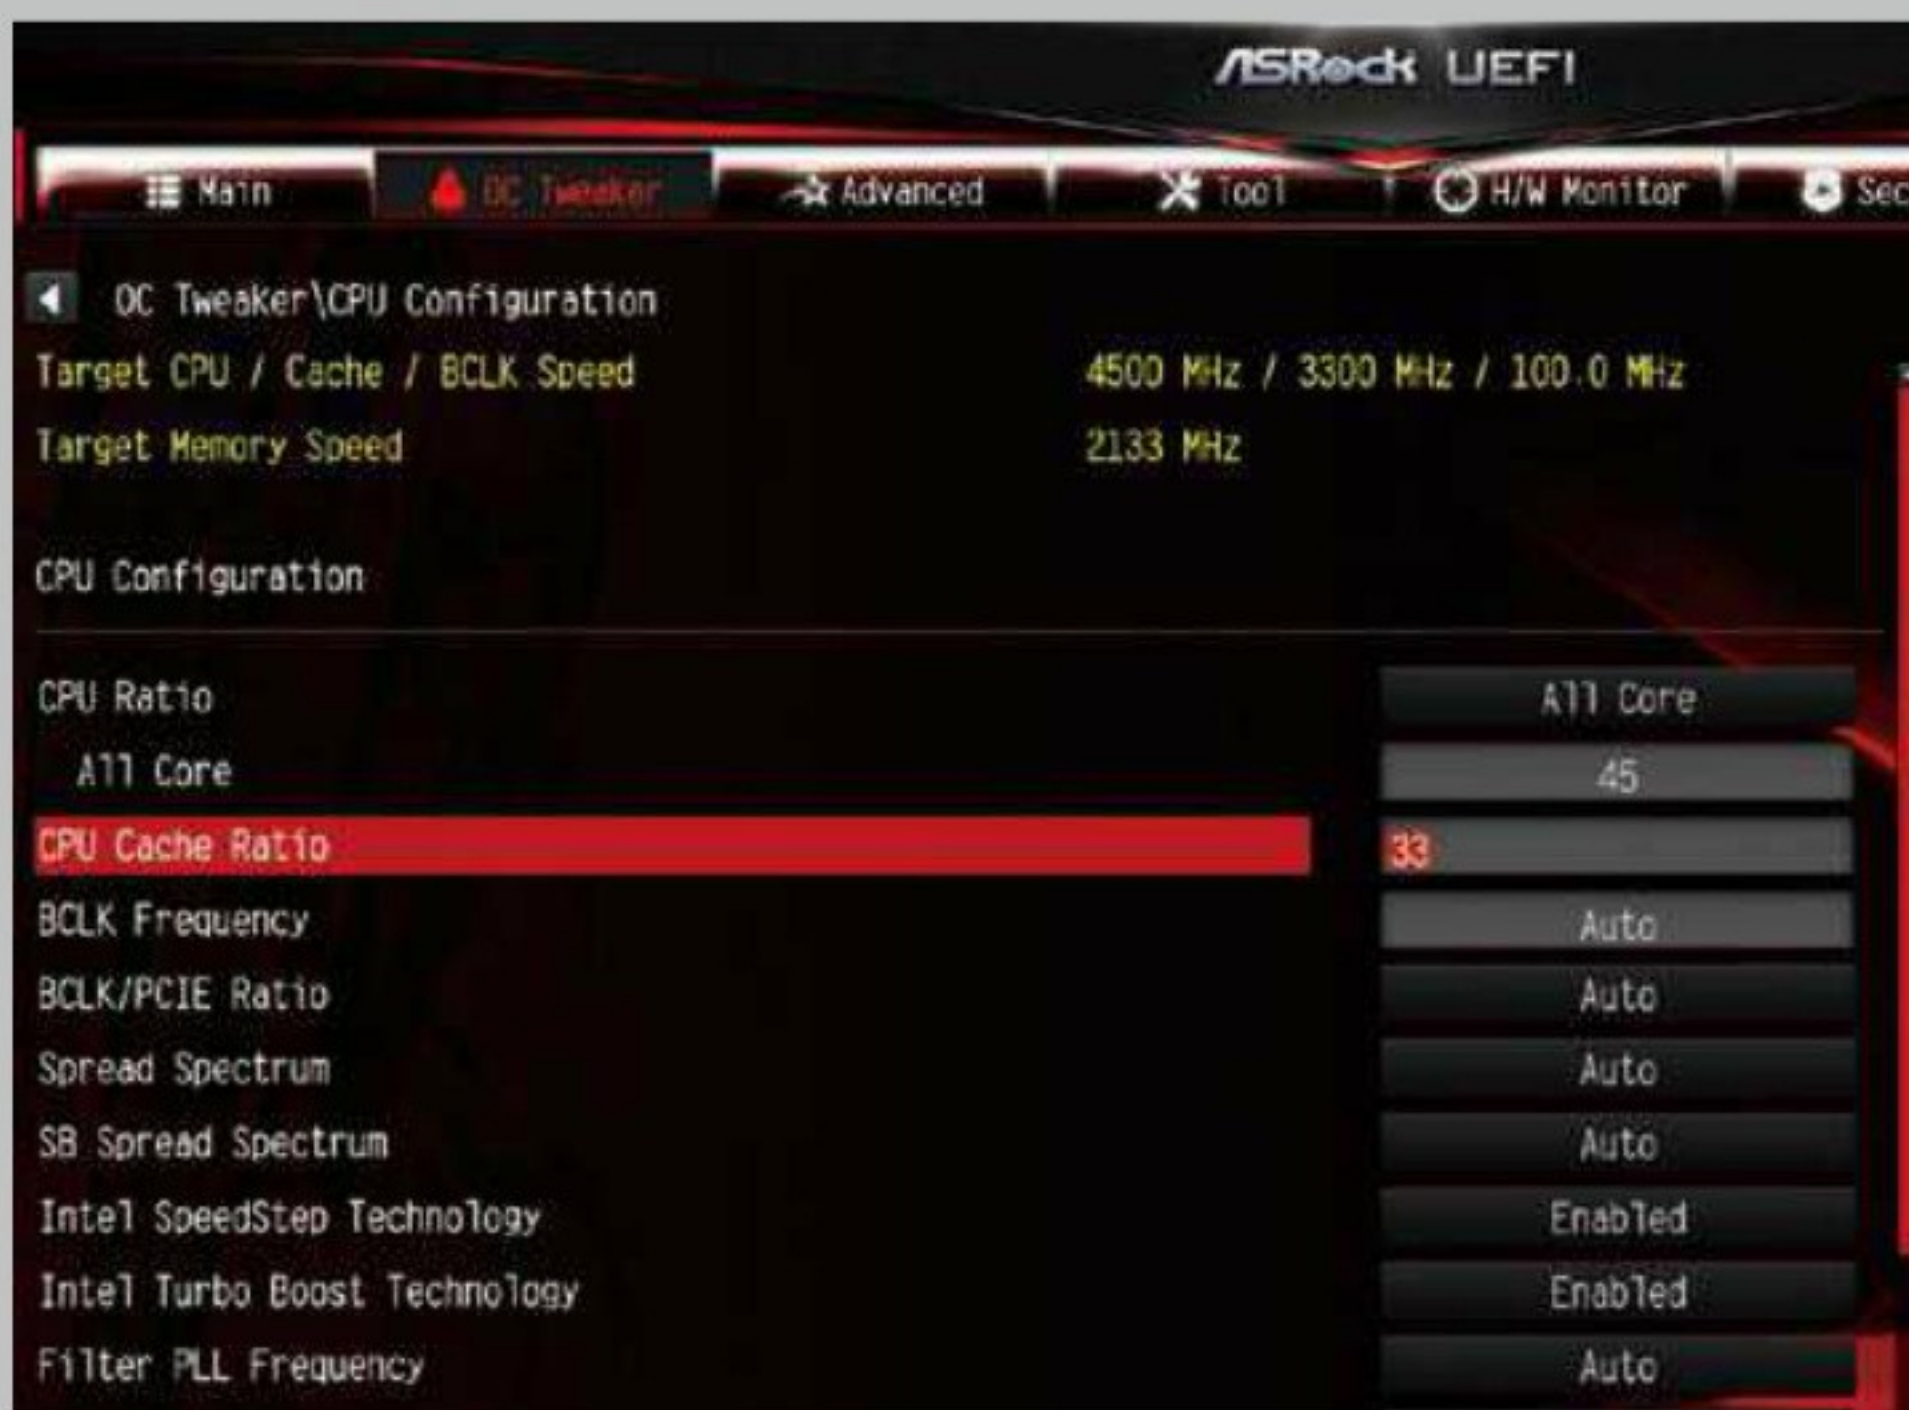 ASRock UEFI
Main OC Tweaker Advanced Tool H/W Monitor Sec
OC Tweaker\CPU Configuration
Target CPU / Cache / BCLK Speed 4500 MHz / 3300 MHz / 100.0 MHz
Target Memory Speed 2133 MHz
CPU Configuration
CPU Ratio All Core
All Core 45
CPU Cache Ratio 33
BCLK Frequency Auto
BCLK/PCIE Ratio Auto
Spread Spectrum Auto
SB Spread Spectrum Auto
Intel SpeedStep Technology Enabled
Intel Turbo Boost Technology Enabled
Filter PLL Frequency Auto